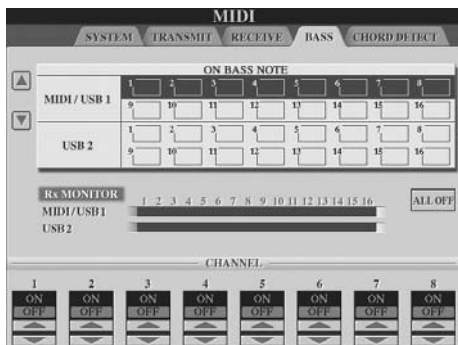 MIDI
SYSTEM TRANSMIT RECEIVE BASS CHORD DETECT
ON BASS NOTE
MIDI / USB 1
1 2 3 4 5 6 7 8
9 10 11 12 13 14 15 16
USB 2
1 2 3 4 5 6 7 8
9 10 11 12 13 14 15 16
Rx MONITOR
1 2 3 4 5 6 7 8 9 10 11 12 13 14 15 16
ALL OFF
MIDI/USB1
USB2
CHANNEL
1 2 3 4 5 6 7 8
ON ON ON ON ON ON ON ON
OFF OFF OFF OFF OFF OFF OFF OFF